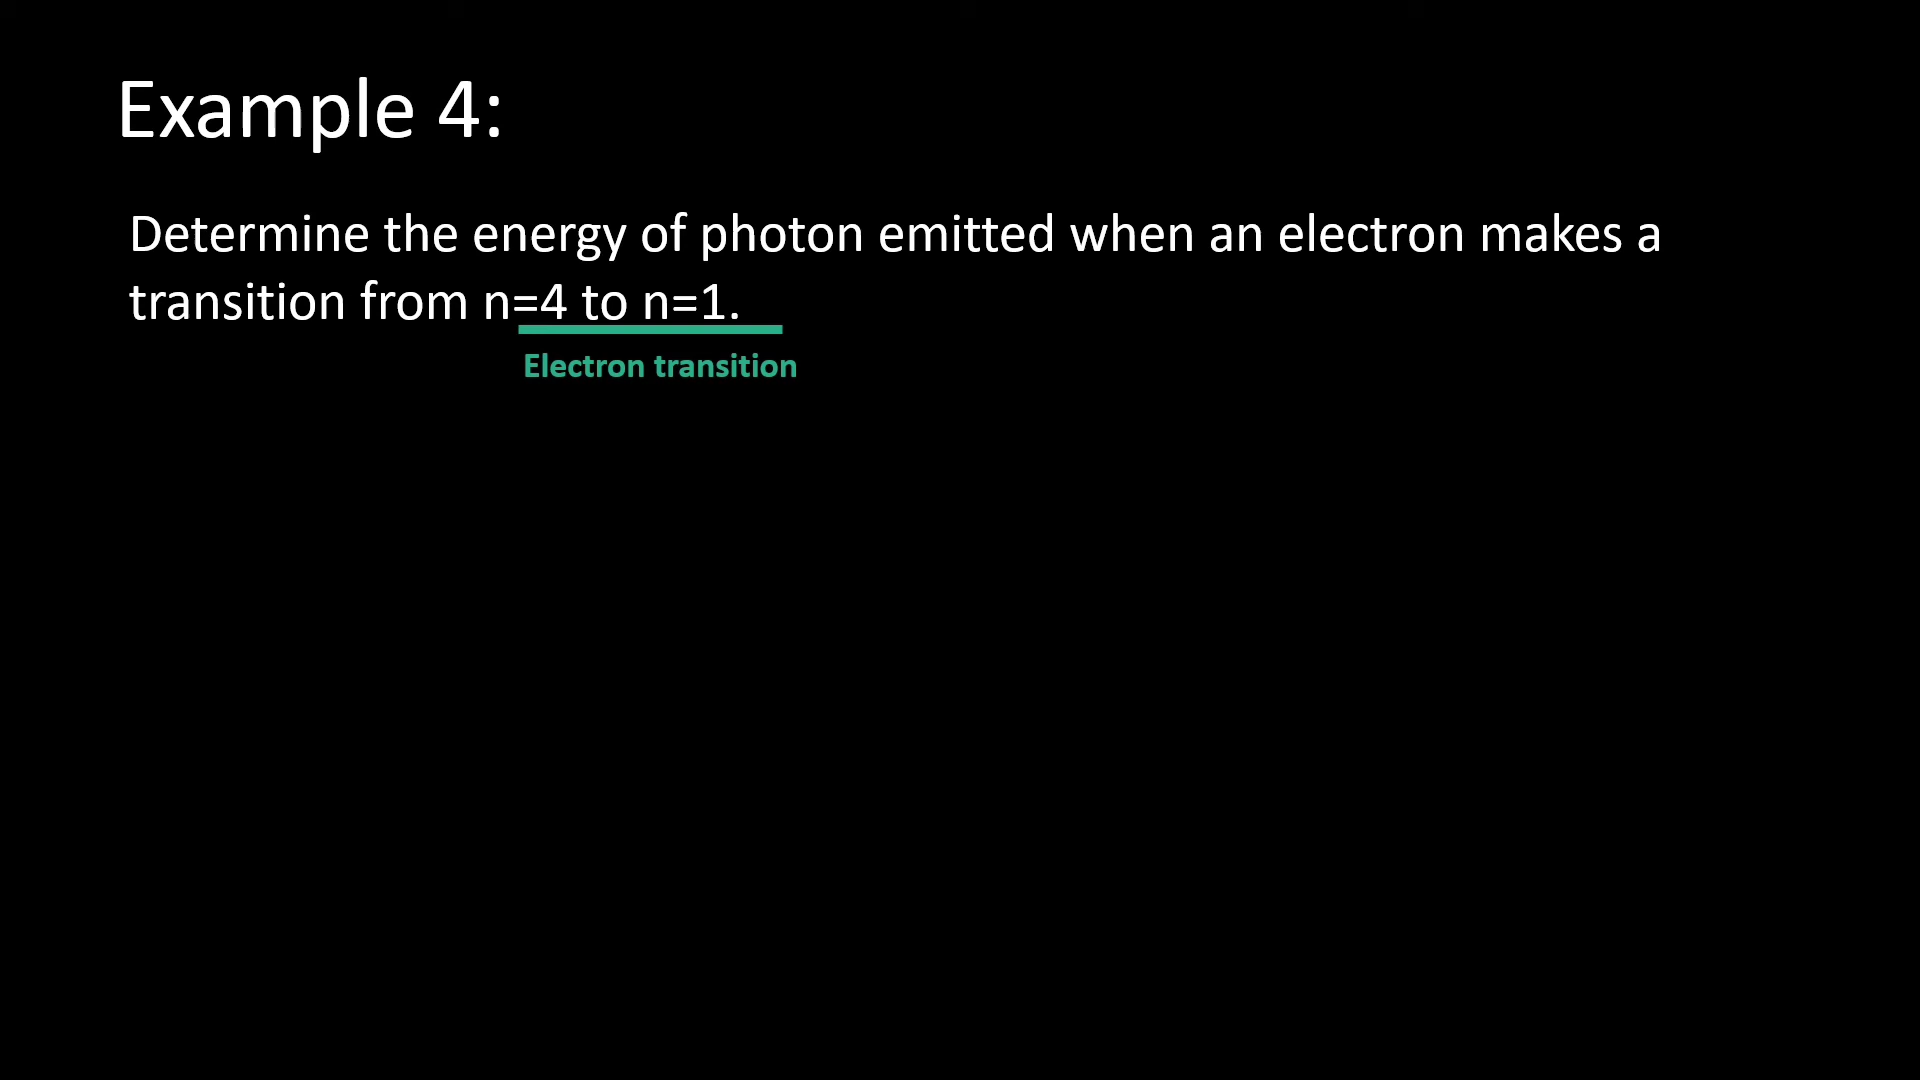 Example 4:
Determine the energy of photon emitted when an electron makes a
transition from n=4 to n=1.
Electron transition